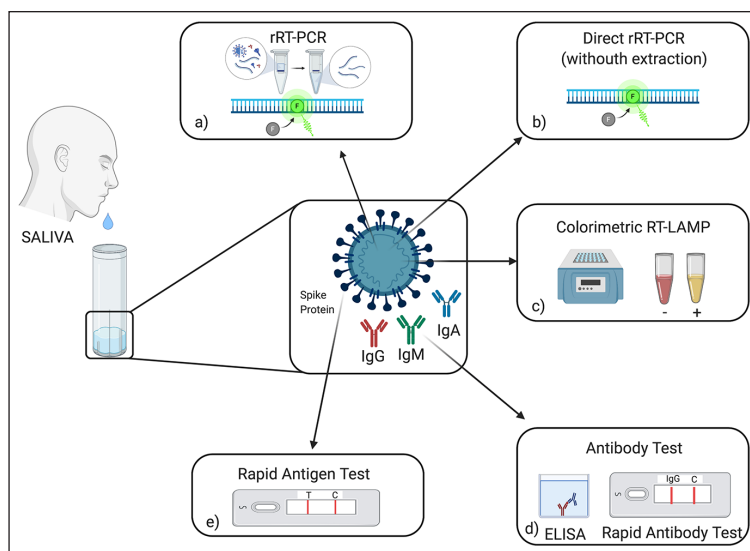 rRT-PCR
F
F
a)
Direct rRT-PCR
(withouth extraction)
F
F
b)
SALIVA
Colorimetric RT-LAMP
- +
c)
Spike
Protein
IgA
IgG
IgM
Rapid Antigen Test
T C
S
e)
Antibody Test
IgG C
S
d)
ELISA
Rapid Antibody Test